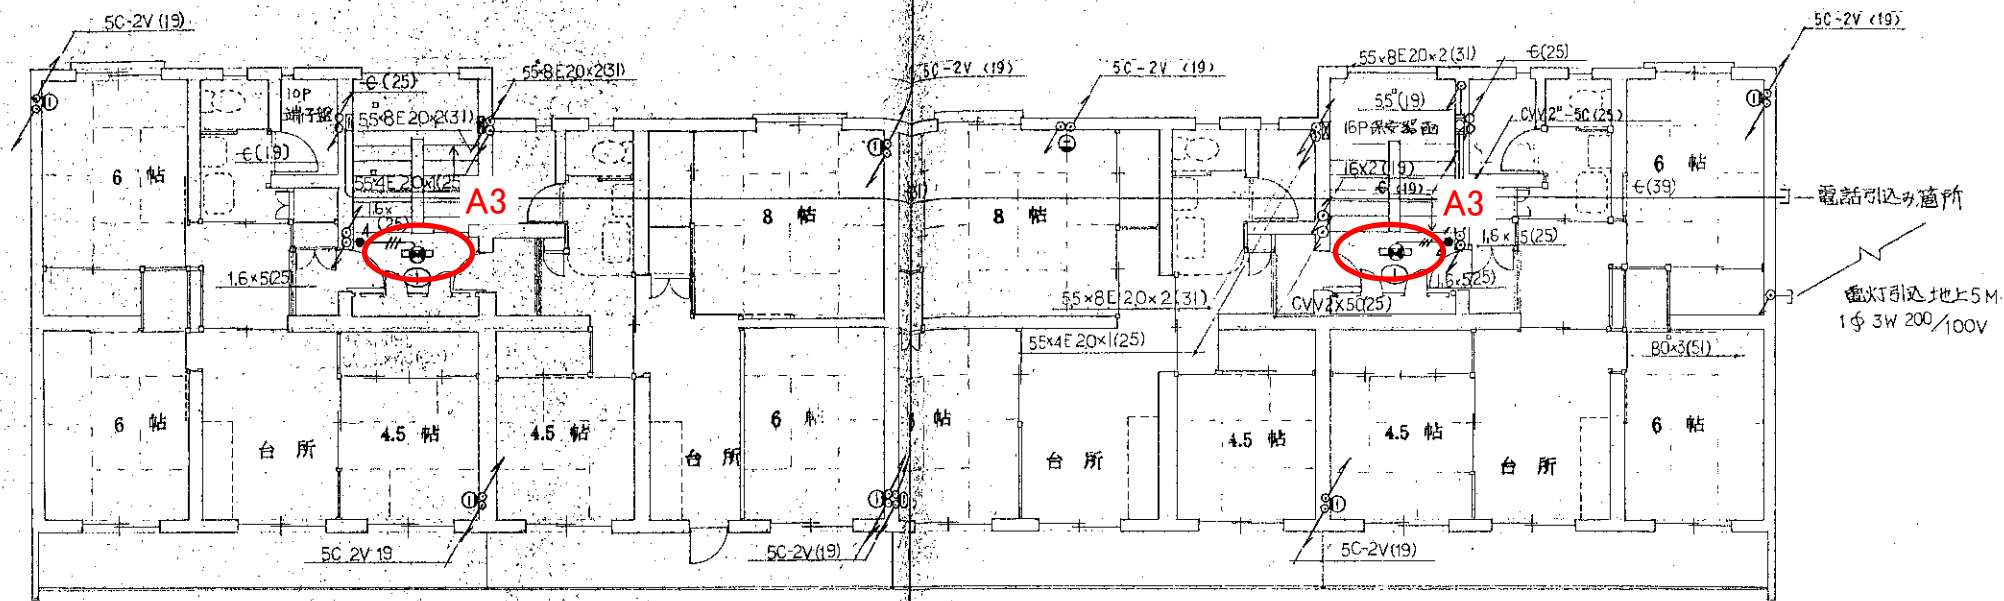 5C-2V(19)
5C-2V(19)
5C-2V (19)
5C-2V (19)
55×8E20×2(31)
55×8E20×2(31)
€(25)
€(25)
10P
端子盤
55×8E20×2(31)
55°(19)
16P保安器函
CVV2°-5C(25)
€(19)
6 帖
55×4E20×1(25
A3
8 帖
8 帖
16×2(19)
€(19)
A3
6 帖
€(39)
電話引込み箇所
1.6×
(25)
4
1.6×5(25)
4
1.6×5(25)
1.6×5(25)
55×8E20×2(31)
CVV2×5C(25)
電灯引込 地上5M
1φ 3W 200/100V
55×4E20×1(25)
80×3(51)
6 帖
台 所
4.5 帖
4.5 帖
台 所
6 帖
帖
台 所
4.5 帖
4.5 帖
台 所
6 帖
5C 2V 19
5C-2V(19)
5C-2V(19)